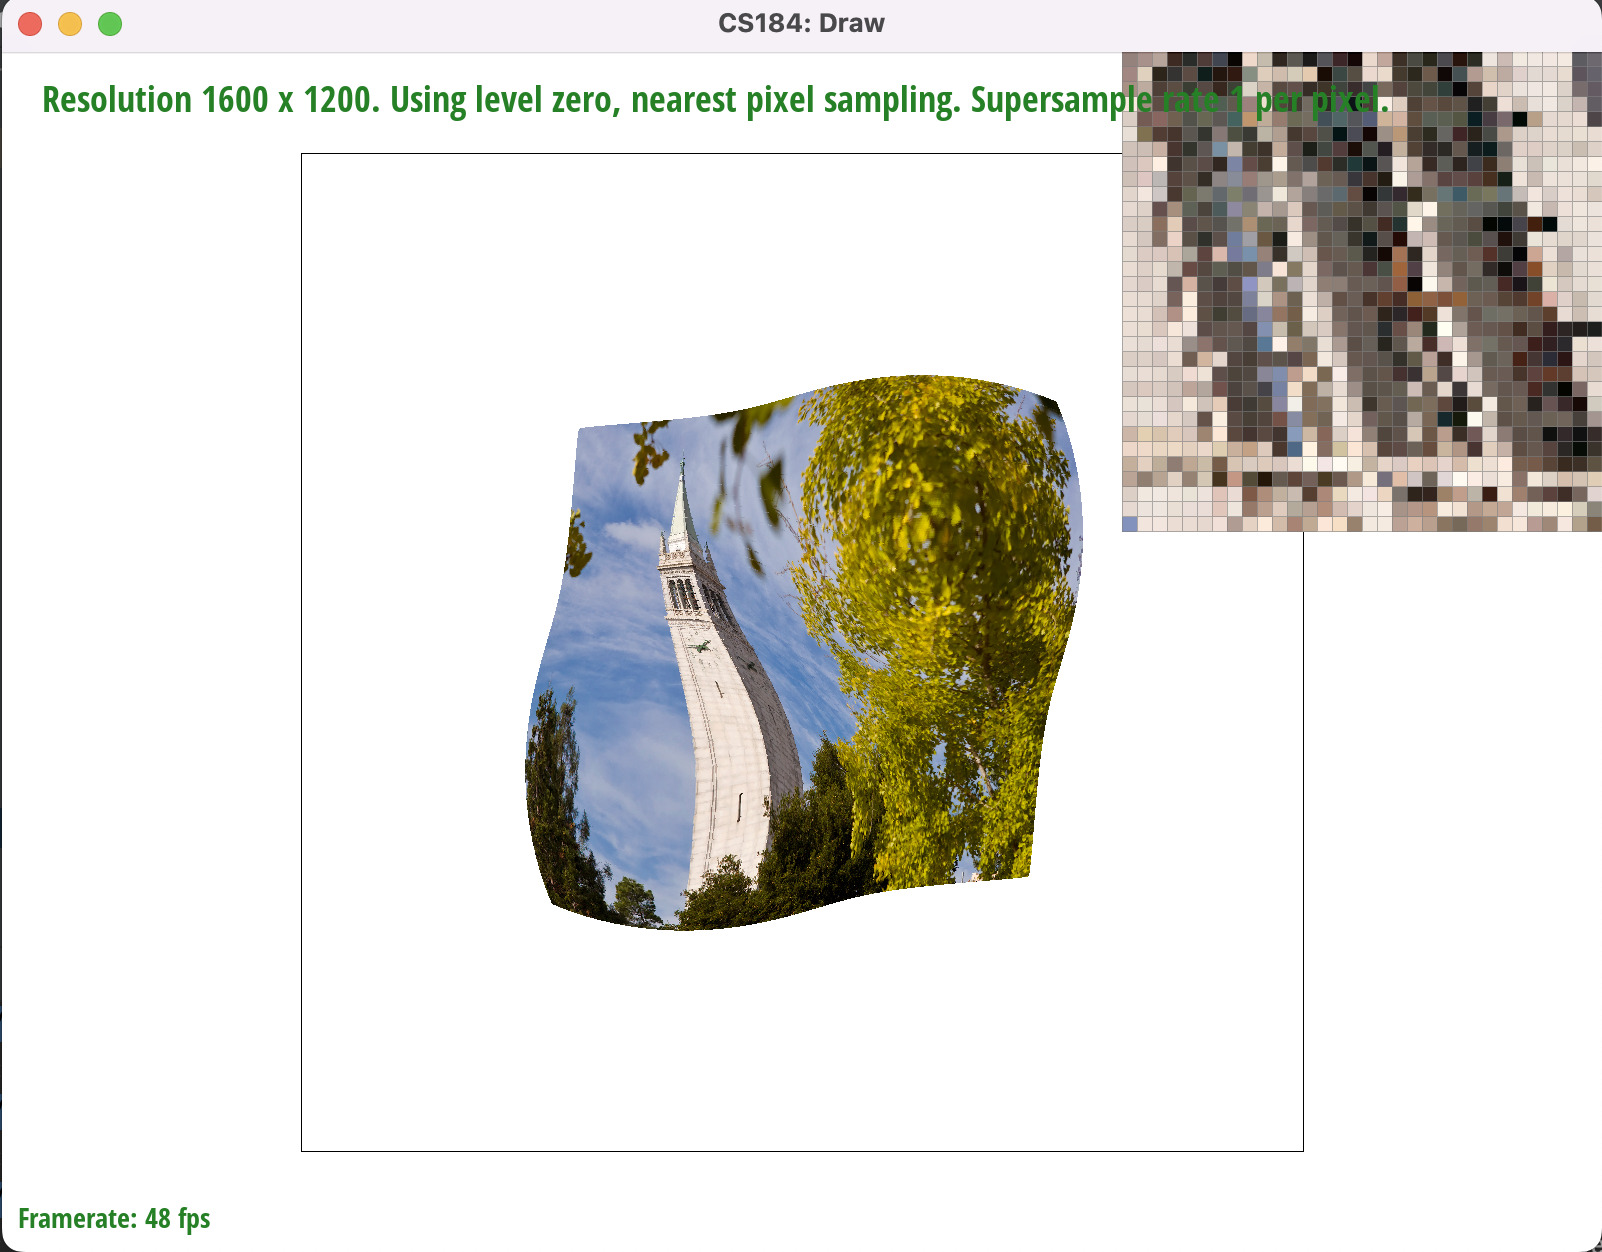 CS184: Draw
Resolution 1600 x 1200. Using level zero, nearest pixel sampling. Supersample rate 1 per pixel.
Framerate: 48 fps